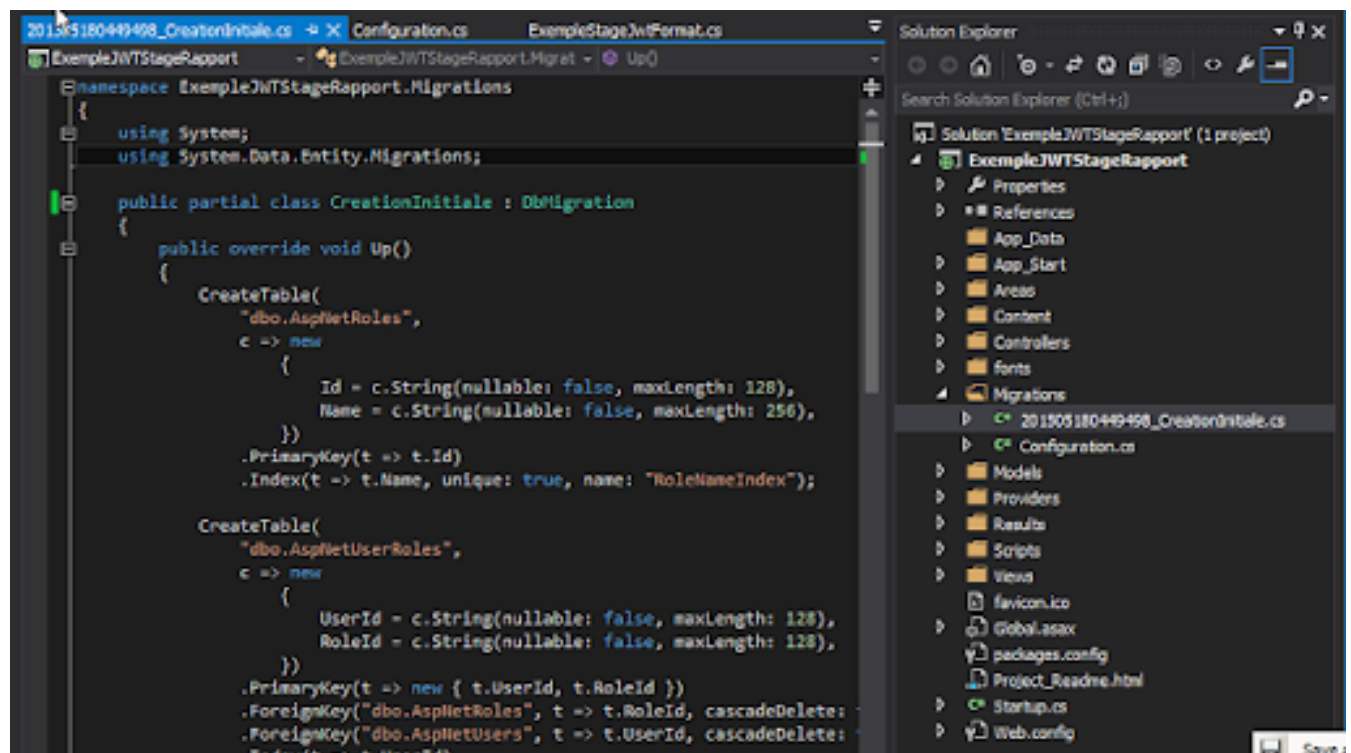 201505180449498_CreationInitiale.cs
Configuration.cs
ExempleStageJwtFormat.cs
ExempleJWTStageRapport
ExempleJWTStageRapport.Migrat
Up()
namespace ExempleJWTStageRapport.Migrations
{
using System;
using System.Data.Entity.Migrations;
public partial class CreationInitiale : DbMigration
{
public override void Up()
{
CreateTable(
"dbo.AspNetRoles",
c => new
{
Id = c.String(nullable: false, maxLength: 128),
Name = c.String(nullable: false, maxLength: 256),
})
.PrimaryKey(t => t.Id)
.Index(t => t.Name, unique: true, name: "RoleNameIndex");
CreateTable(
"dbo.AspNetUserRoles",
c => new
{
UserId = c.String(nullable: false, maxLength: 128),
RoleId = c.String(nullable: false, maxLength: 128),
})
.PrimaryKey(t => new { t.UserId, t.RoleId })
.ForeignKey("dbo.AspNetRoles", t => t.RoleId, cascadeDelete:
.ForeignKey("dbo.AspNetUsers", t => t.UserId, cascadeDelete:
Solution Explorer
Search Solution Explorer (Ctrl+;)
Solution 'ExempleJWTStageRapport' (1 project)
ExempleJWTStageRapport
Properties
References
App_Data
App_Start
Areas
Content
Controllers
fonts
Migrations
C# 201505180449498_CreationInitiale.cs
C# Configuration.cs
Models
Providers
Results
Scripts
Views
favicon.ico
Global.asax
packages.config
Project_Readme.html
C# Startup.cs
Web.config